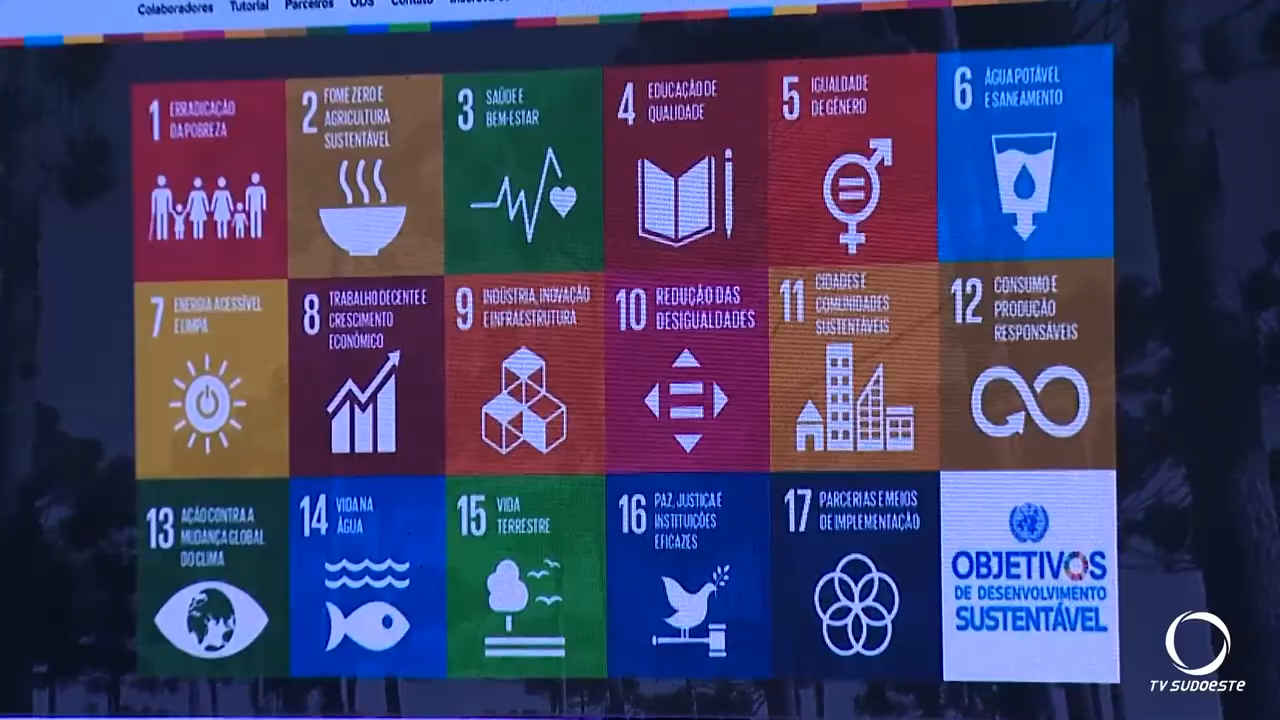 Colaboradores Tutorial Parceiros ODS Contato
1 ERRADICAÇÃO
DA POBREZA
2 FOME ZERO E
AGRICULTURA
SUSTENTÁVEL
3 SAÚDE E
BEM-ESTAR
4 EDUCAÇÃO DE
QUALIDADE
5 IGUALDADE
DE GÊNERO
6 ÁGUA POTÁVEL
E SANEAMENTO
7 ENERGIA ACESSÍVEL
E LIMPA
8 TRABALHO DECENTE E
CRESCIMENTO
ECONÔMICO
9 INDÚSTRIA, INOVAÇÃO
E INFRAESTRUTURA
10 REDUÇÃO DAS
DESIGUALDADES
11 CIDADES E
COMUNIDADES
SUSTENTÁVEIS
12 CONSUMO E
PRODUÇÃO
RESPONSÁVEIS
13 AÇÃO CONTRA A
MUDANÇA GLOBAL
DO CLIMA
14 VIDA NA
ÁGUA
15 VIDA
TERRESTRE
16 PAZ, JUSTIÇA E
INSTITUIÇÕES
EFICAZES
17 PARCERIAS E MEIOS
DE IMPLEMENTAÇÃO
OBJETIVOS
DE DESENVOLVIMENTO
SUSTENTÁVEL
TV SUDOESTE